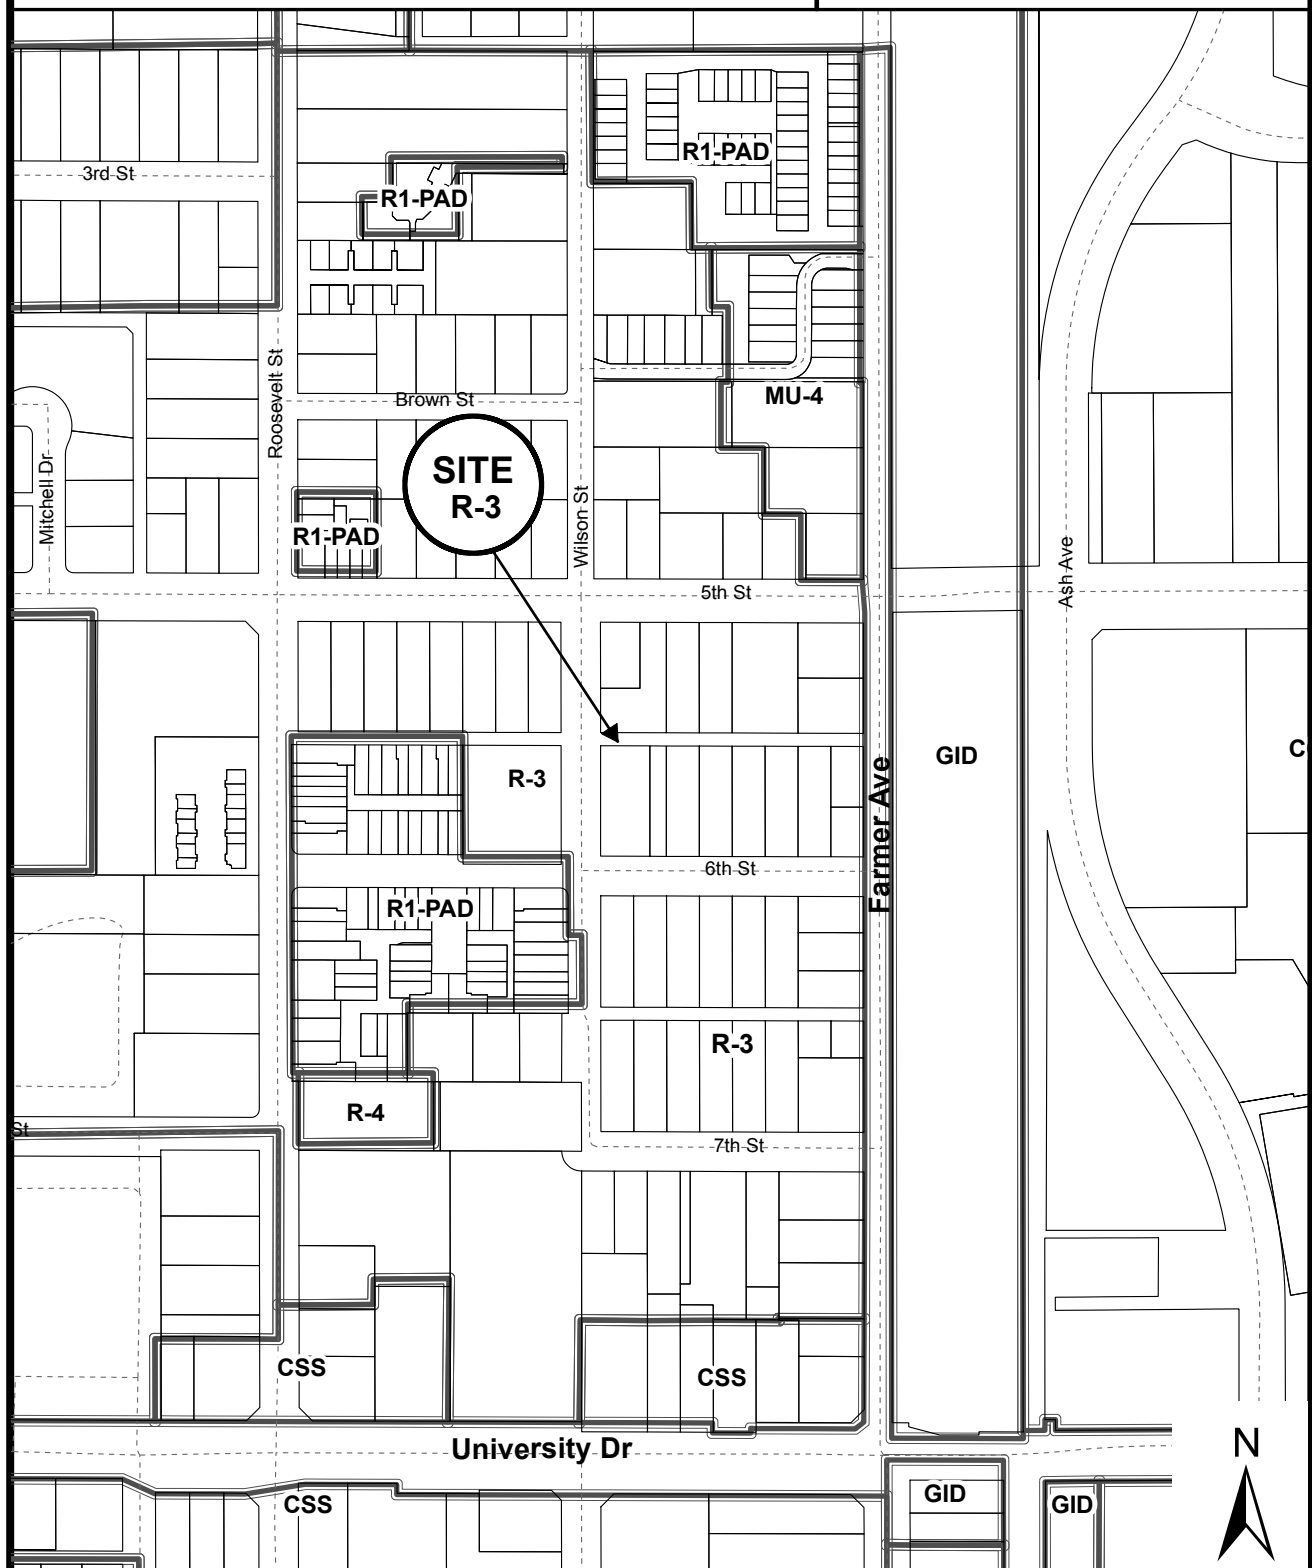 R1-PAD
3rd St
R1-PAD
MU-4
Roosevelt St
Brown St
SITE
R-3
Mitchell Dr
Wilson St
R1-PAD
5th St
Ash Ave
C
GID
R-3
Farmer Ave
6th St
R1-PAD
R-3
R-4
St
7th St
CSS
CSS
University Dr
N
CSS
GID
GID